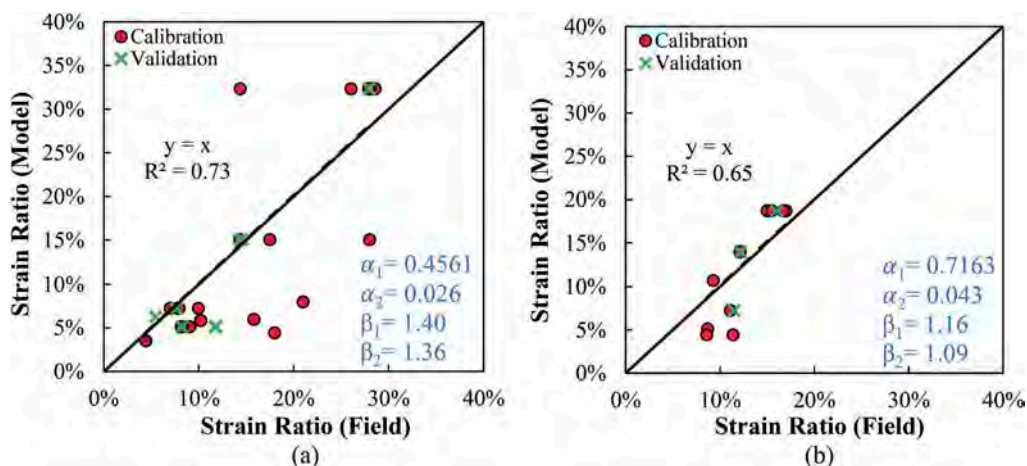 40%
35%
30%
25%
20%
15%
10%
5%
0%
Strain Ratio (Model)
Calibration
Validation
y = x
R² = 0.73
α₁= 0.4561
α₂= 0.026
β₁= 1.40
β₂= 1.36
0% 10% 20% 30% 40%
Strain Ratio (Field)
(a)
40%
35%
30%
25%
20%
15%
10%
5%
0%
Strain Ratio (Model)
Calibration
Validation
y = x
R² = 0.65
α₁= 0.7163
α₂= 0.043
β₁= 1.16
β₂= 1.09
0% 10% 20% 30% 40%
Strain Ratio (Field)
(b)